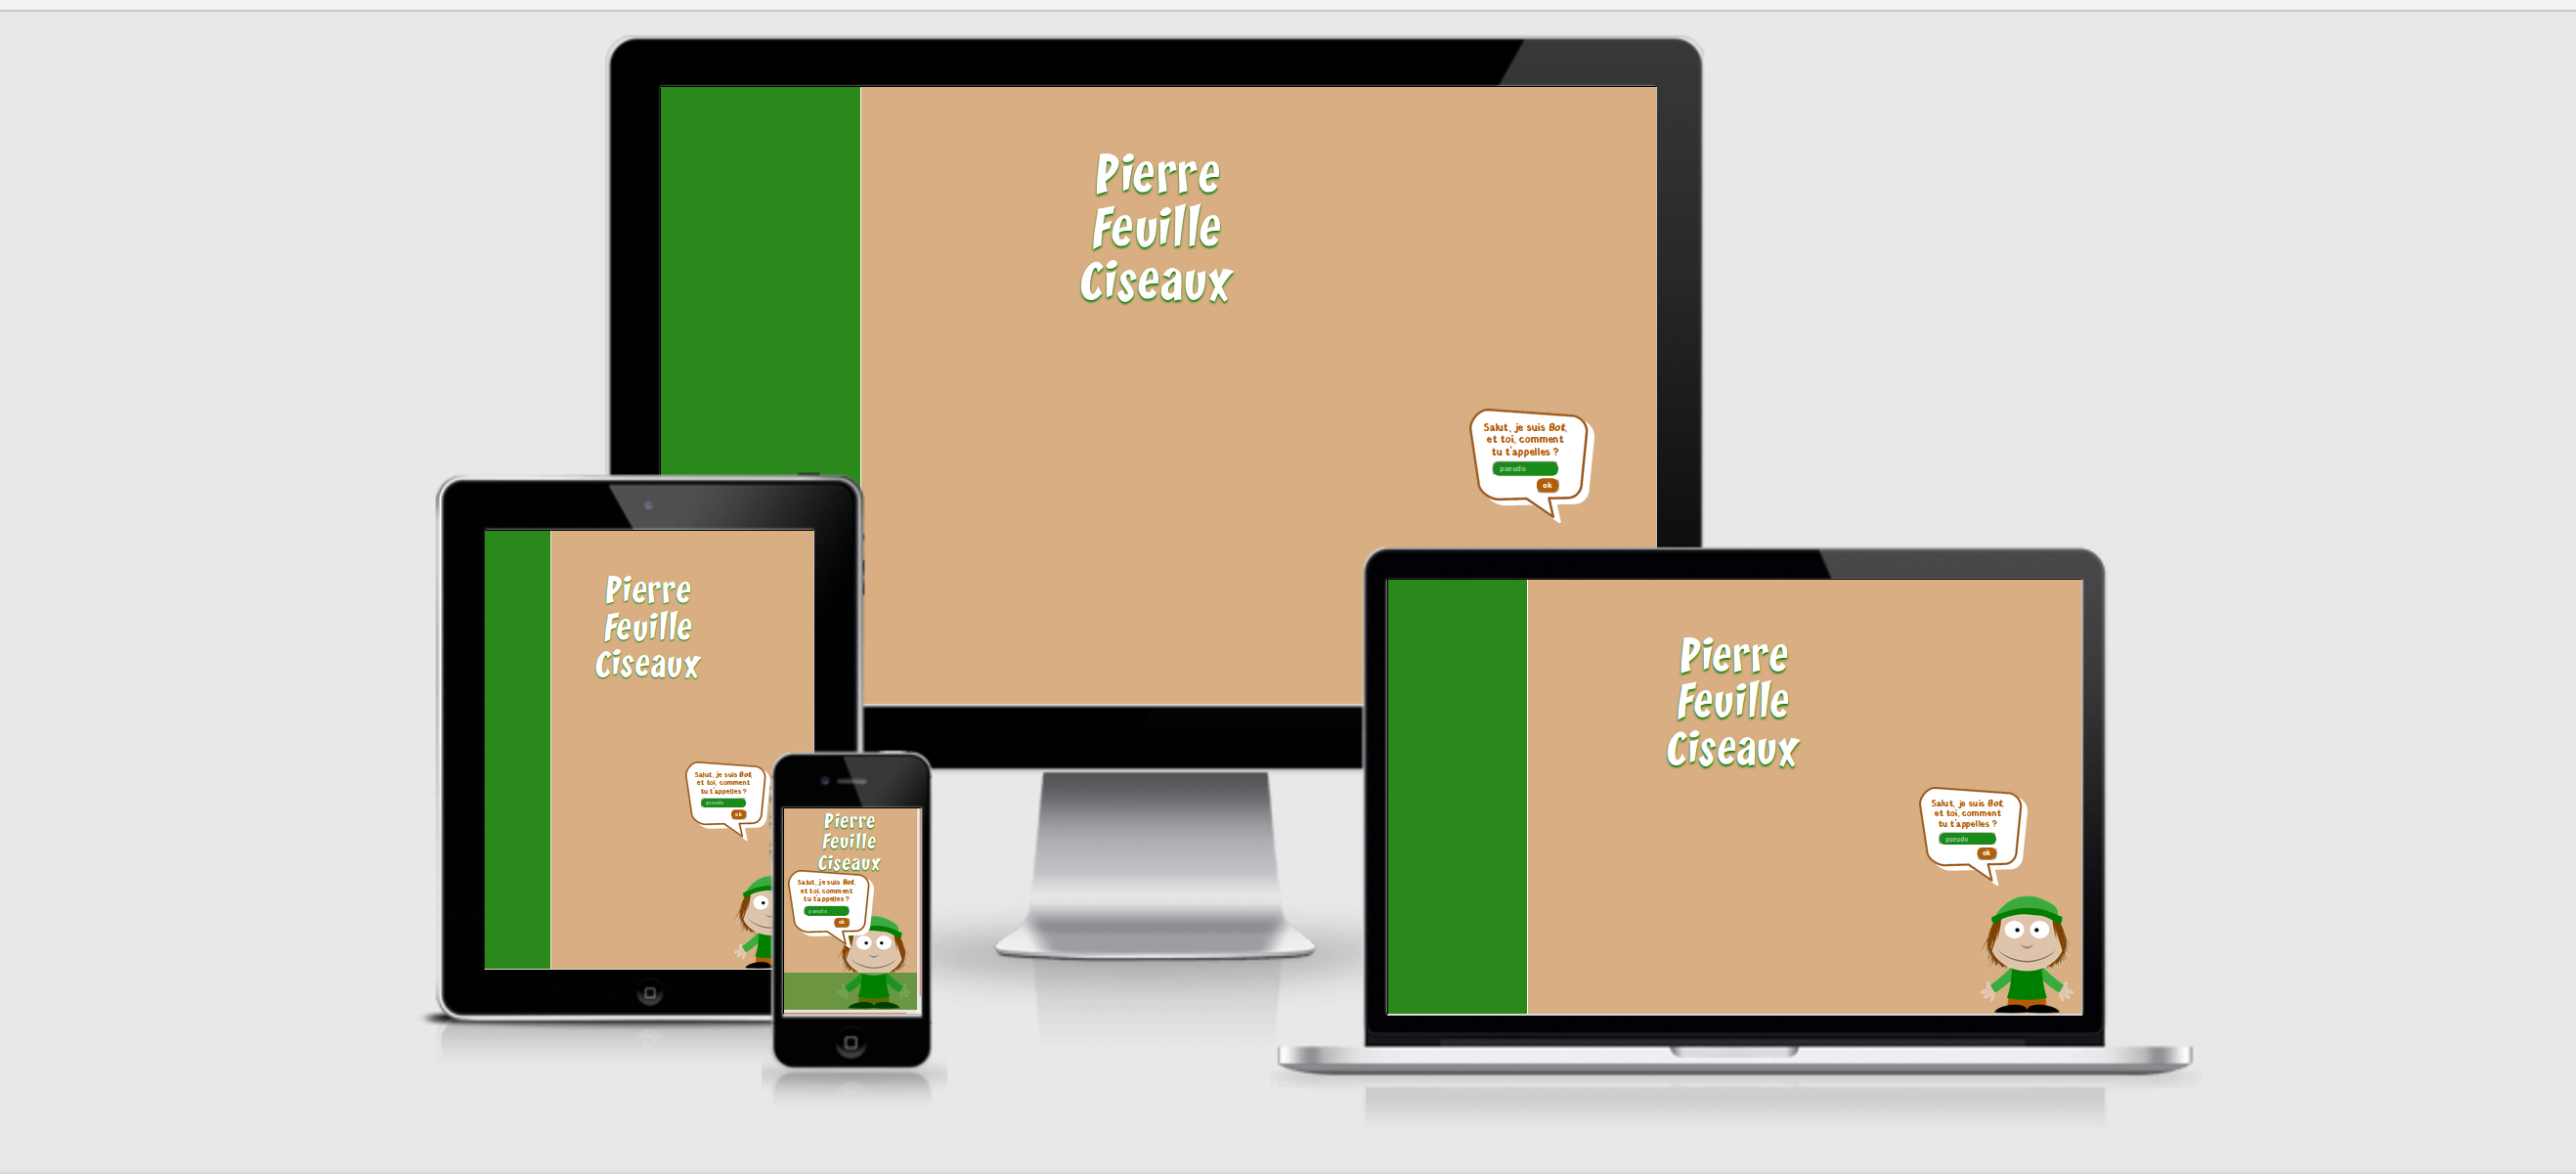 Pierre
Feuille
Ciseaux
Salut, je suis Bot,
et toi, comment
tu t'appelles ?
pseudo
ok
Pierre
Feuille
Ciseaux
Salut, je suis Bot,
et toi, comment
tu t'appelles ?
pseudo
ok
Pierre
Feuille
Ciseaux
Salut, je suis Bot,
et toi, comment
tu t'appelles ?
pseudo
ok
Pierre
Feuille
Ciseaux
Salut, je suis Bot,
et toi, comment
tu t'appelles ?
pseudo
ok